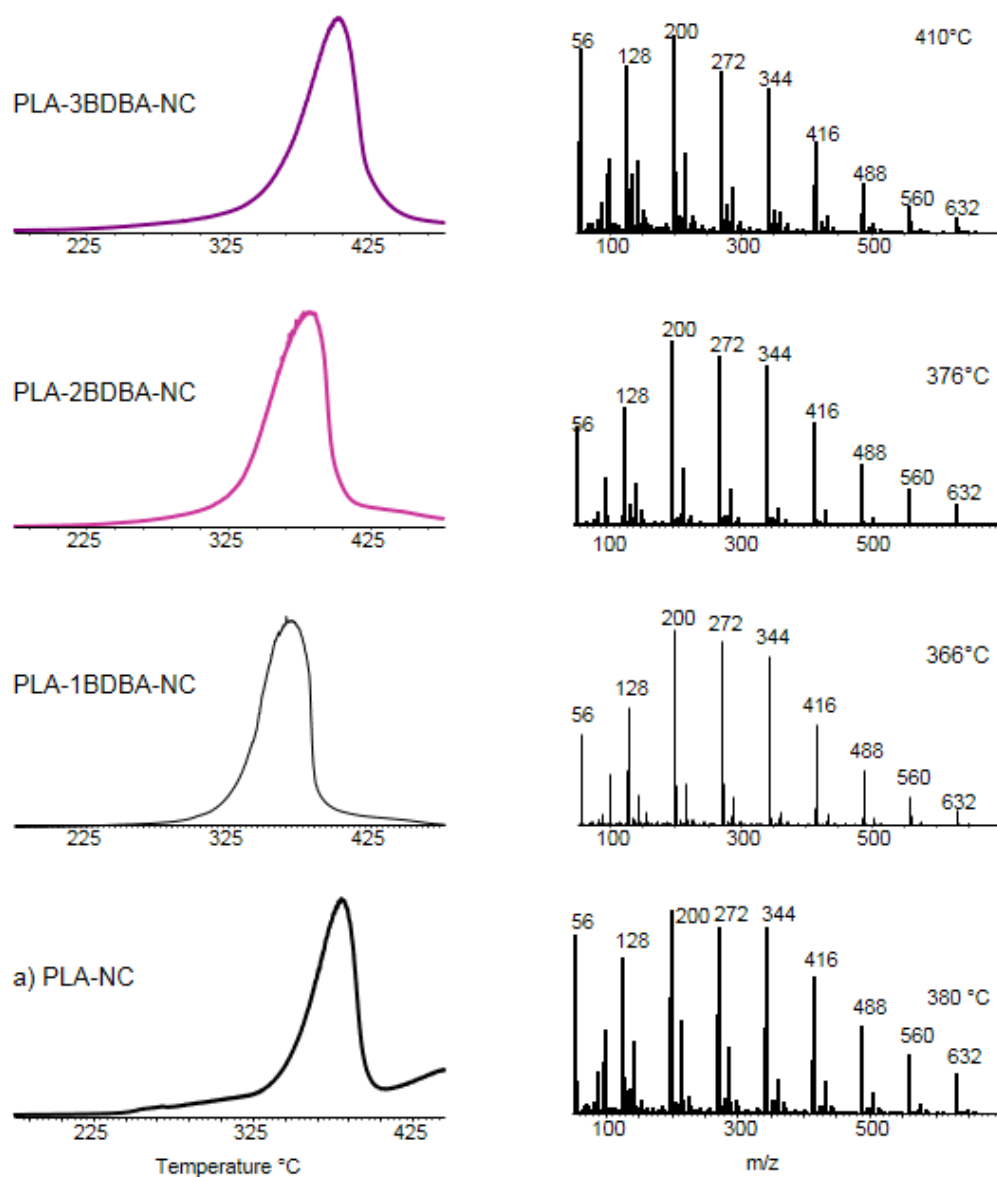 PLA-3BDBA-NC
225 325 425
410°C
56 128 200 272 344 416 488 560 632
100 300 500
PLA-2BDBA-NC
225 325 425
376°C
56 128 200 272 344 416 488 560 632
100 300 500
PLA-1BDBA-NC
225 325 425
366°C
56 128 200 272 344 416 488 560 632
100 300 500
a) PLA-NC
225 325 425
Temperature °C
380 °C
56 128 200 272 344 416 488 560 632
100 300 500
m/z